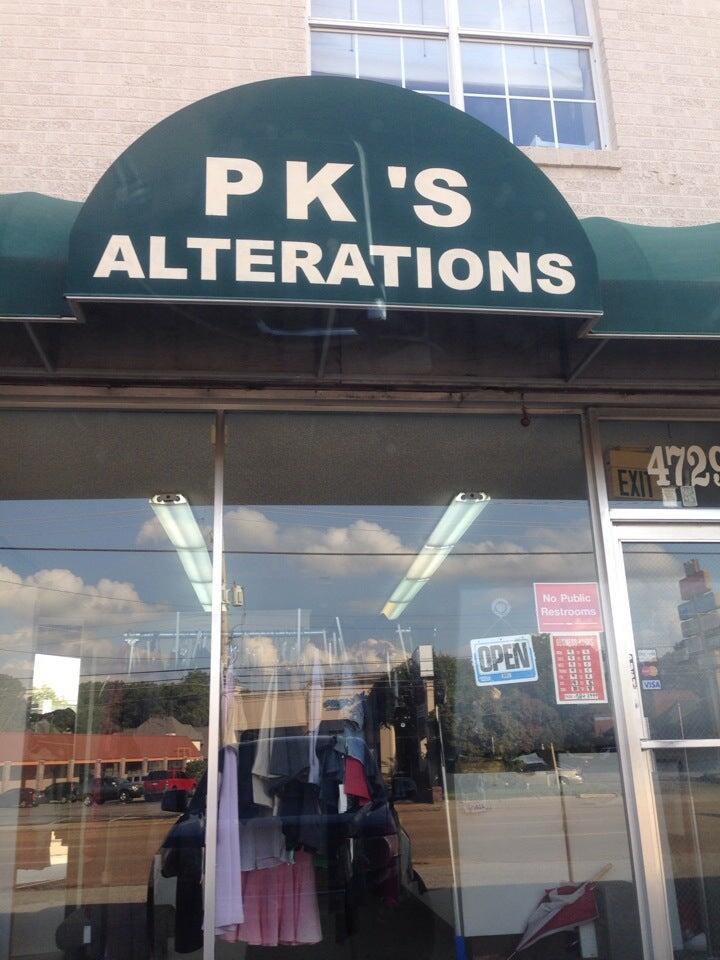 PK'S
ALTERATIONS
EXIT
4729
No Public
Restrooms
OPEN
VISA